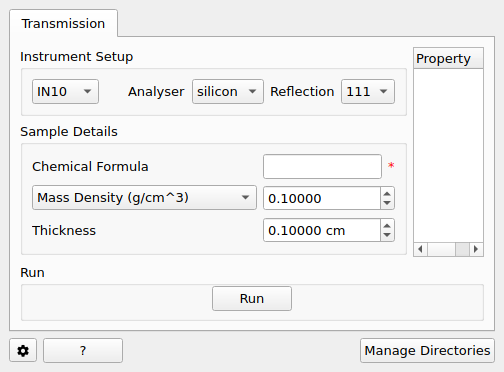 Transmission
Instrument Setup
Property
IN10 Analyser silicon Reflection 111
Sample Details
Chemical Formula *
Mass Density (g/cm^3) 0.10000
Thickness 0.10000 cm
Run
Run
? Manage Directories